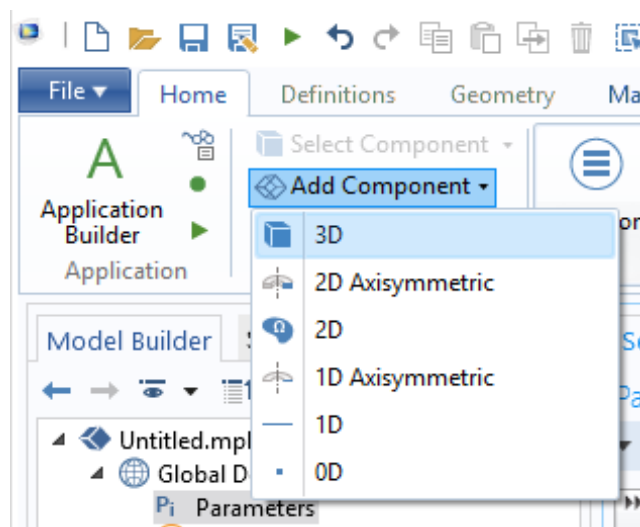 File Home Definitions Geometry Ma
Select Component
Add Component
Application
Builder
Application
3D
2D Axisymmetric
2D
1D Axisymmetric
1D
0D
Model Builder
Untitled.mpl
Global D
Pi Parameters